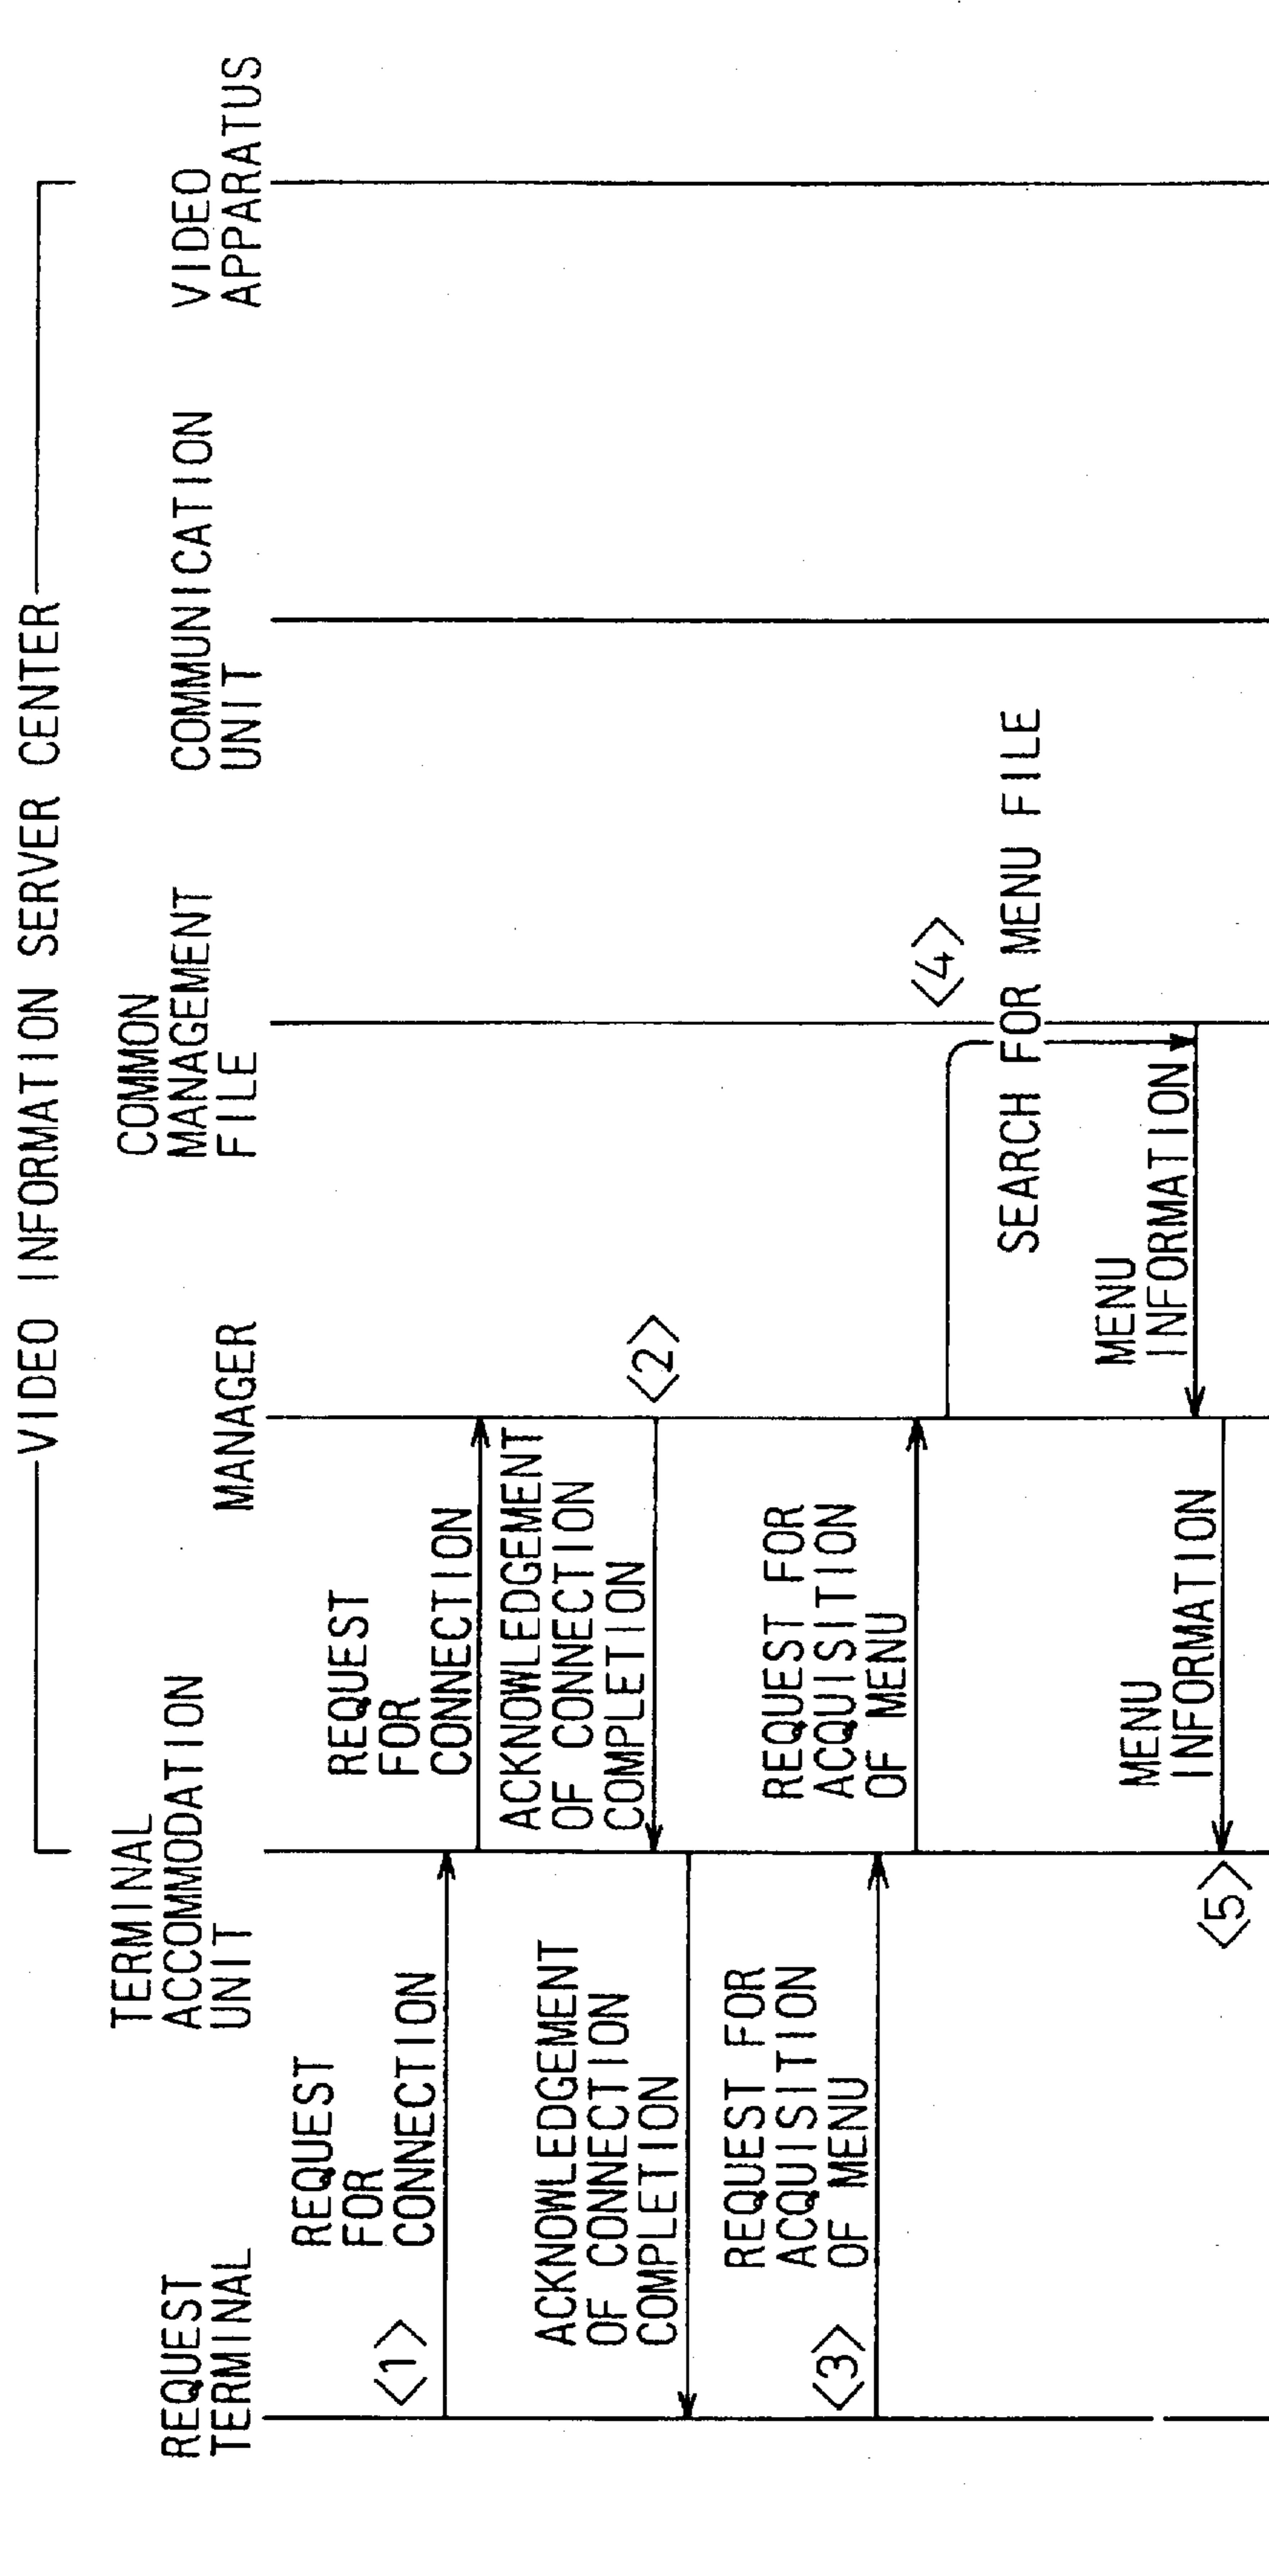 VIDEO INFORMATION SERVER CENTER
REQUEST
TERMINAL
TERMINAL
ACCOMMODATION
UNIT
MANAGER
COMMON
MANAGEMENT
FILE
COMMUNICATION
UNIT
VIDEO
APPARATUS
<1>
REQUEST
FOR
CONNECTION
REQUEST
FOR
CONNECTION
<2>
ACKNOWLEDGEMENT
OF CONNECTION
COMPLETION
ACKNOWLEDGEMENT
OF CONNECTION
COMPLETION
<3>
REQUEST FOR
ACQUISITION
OF MENU
REQUEST FOR
ACQUISITION
OF MENU
<4>
SEARCH FOR MENU FILE
MENU
INFORMATION
MENU
INFORMATION
<5>